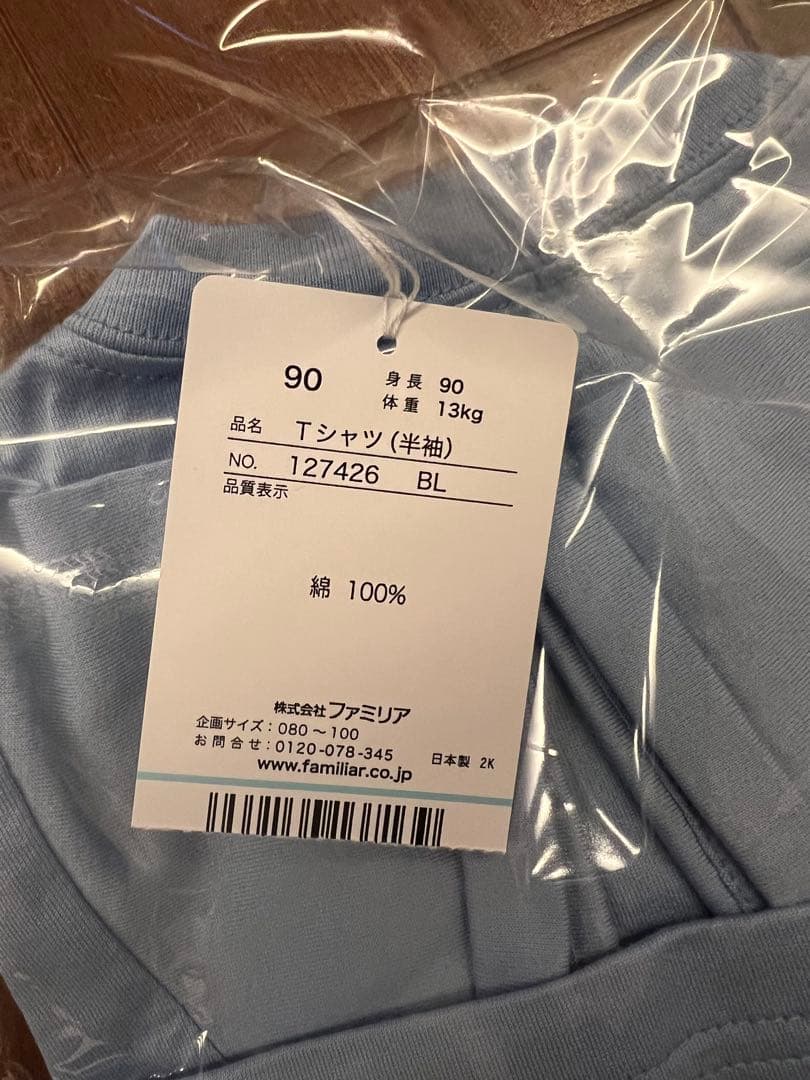 90 身長 90
体重 13kg
品名 Tシャツ(半袖)
NO. 127426 BL
品質表示
綿 100%
株式会社ファミリア
企画サイズ:080～100
お問合せ:0120-078-345 日本製 2K
www.familiar.co.jp